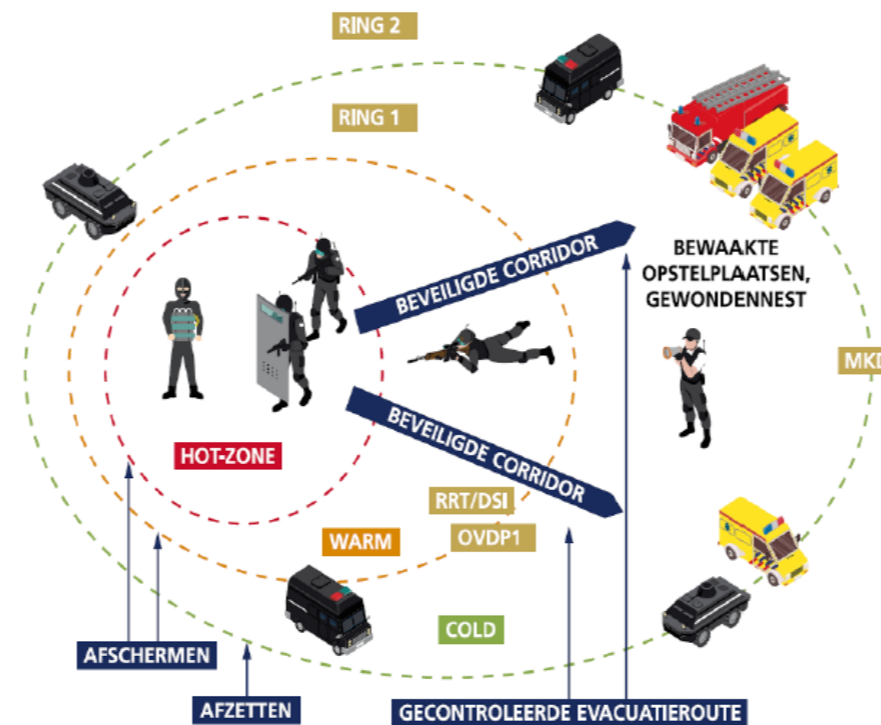 RING 2
RING 1
BEVEILIGDE CORRIDOR
BEWAAKTE
OPSTELPLAATSEN,
GEWONDENNEST
MKD
BEVEILIGDE CORRIDOR
HOT-ZONE
RRT/DSI
OVDP1
WARM
COLD
AFSCHERMEN
AFZETTEN
GECONTROLEERDE EVACUATIEROUTE